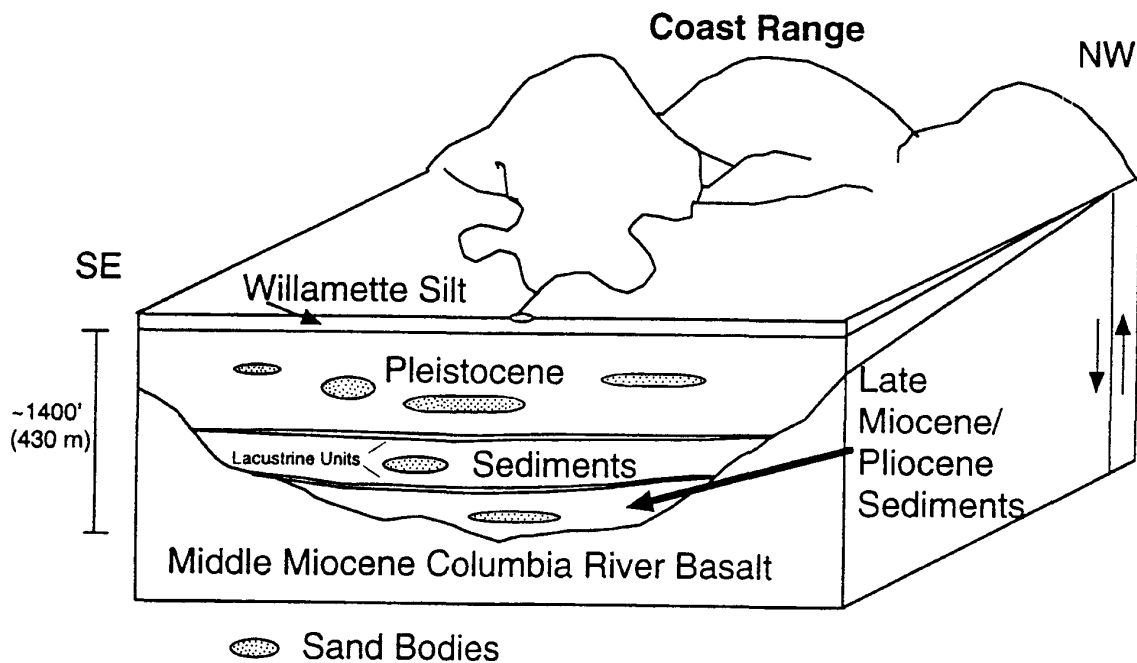 Coast Range
NW
SE
Willamette Silt
Pleistocene
~1400'
(430 m)
Late
Miocene/
Pliocene
Sediments
Lacustrine Units
Sediments
Middle Miocene Columbia River Basalt
Sand Bodies